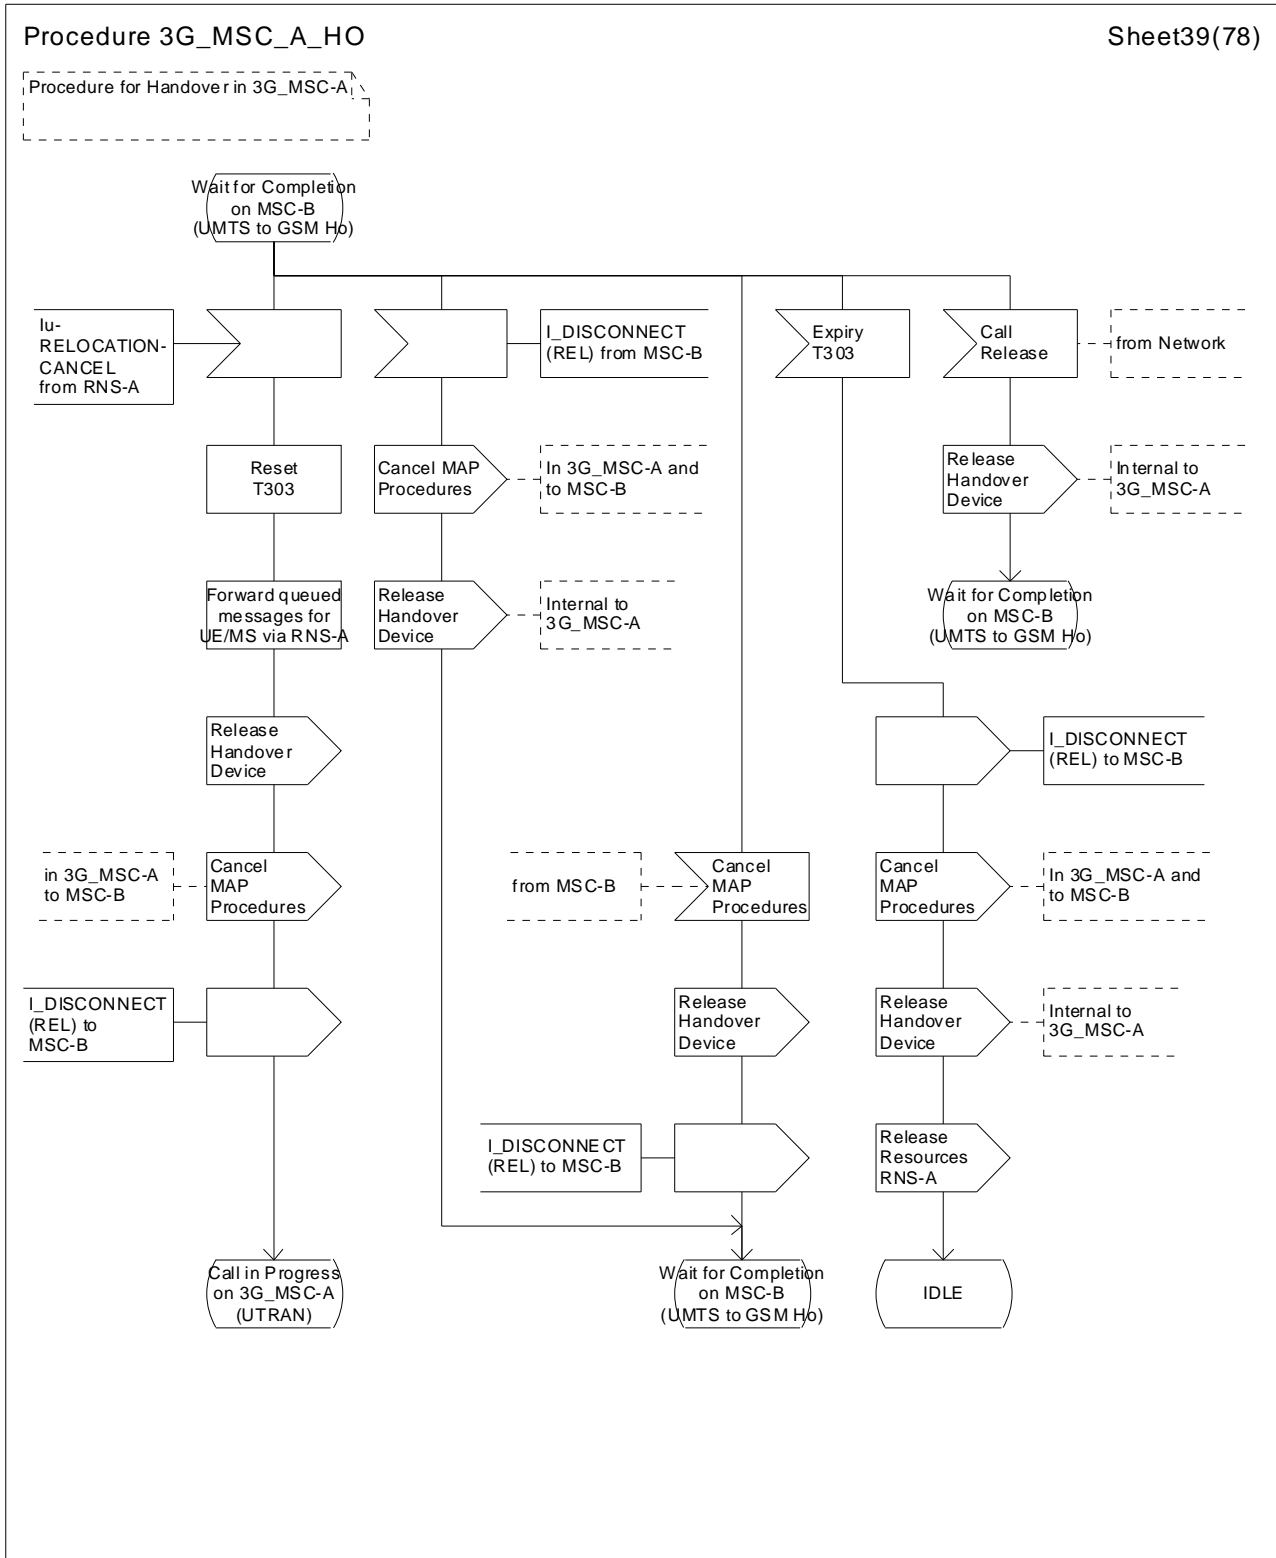 Procedure 3G_MSC_A_HO
Sheet39(78)
Procedure for Handover in 3G_MSC-A
Wait for Completion
on MSC-B
(UMTS to GSM Ho)
Iu-
RELOCATION-
CANCEL
from RNS-A
I_DISCONNECT
(REL) from MSC-B
Expiry
T303
Call
Release
from Network
Reset
T303
Cancel MAP
Procedures
In 3G_MSC-A and
to MSC-B
Release
Handover
Device
Internal to
3G_MSC-A
Forward queued
messages for
UE/MS via RNS-A
Release
Handover
Device
Internal to
3G_MSC-A
Wait for Completion
on MSC-B
(UMTS to GSM Ho)
Release
Handover
Device
I_DISCONNECT
(REL) to MSC-B
in 3G_MSC-A
to MSC-B
Cancel
MAP
Procedures
from MSC-B
Cancel
MAP
Procedures
Cancel
MAP
Procedures
In 3G_MSC-A and
to MSC-B
I_DISCONNECT
(REL) to
MSC-B
Release
Handover
Device
Release
Handover
Device
Internal to
3G_MSC-A
I_DISCONNECT
(REL) to MSC-B
Release
Resources
RNS-A
Call in Progress
on 3G_MSC-A
(UTRAN)
Wait for Completion
on MSC-B
(UMTS to GSM Ho)
IDLE